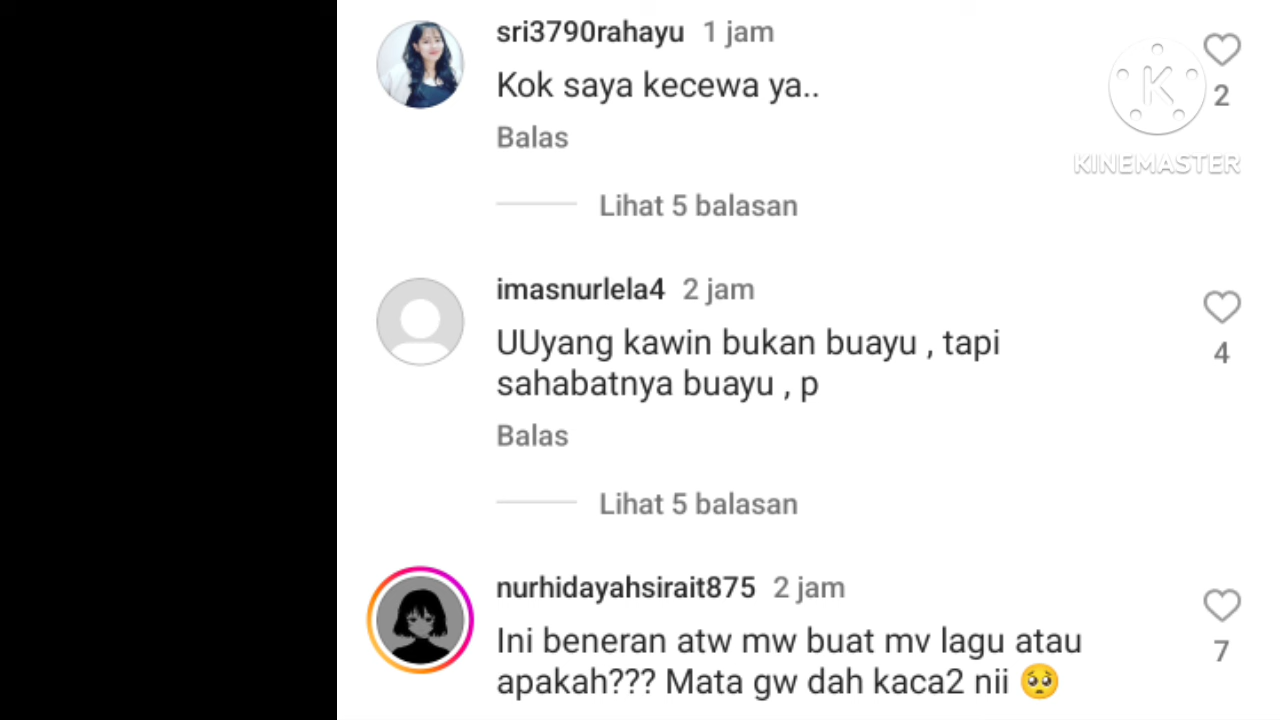 sri3790rahayu 1 jam
Kok saya kecewa ya..
2
Balas
Lihat 5 balasan
K
KINEMASTER
imasnurlela4 2 jam
UUyang kawin bukan buayu , tapi
sahabatnya buayu , p
4
Balas
Lihat 5 balasan
nurhidayahsirait875 2 jam
Ini beneran atw mw buat mv lagu atau
apakah??? Mata gw dah kaca2 nii 🥺
7